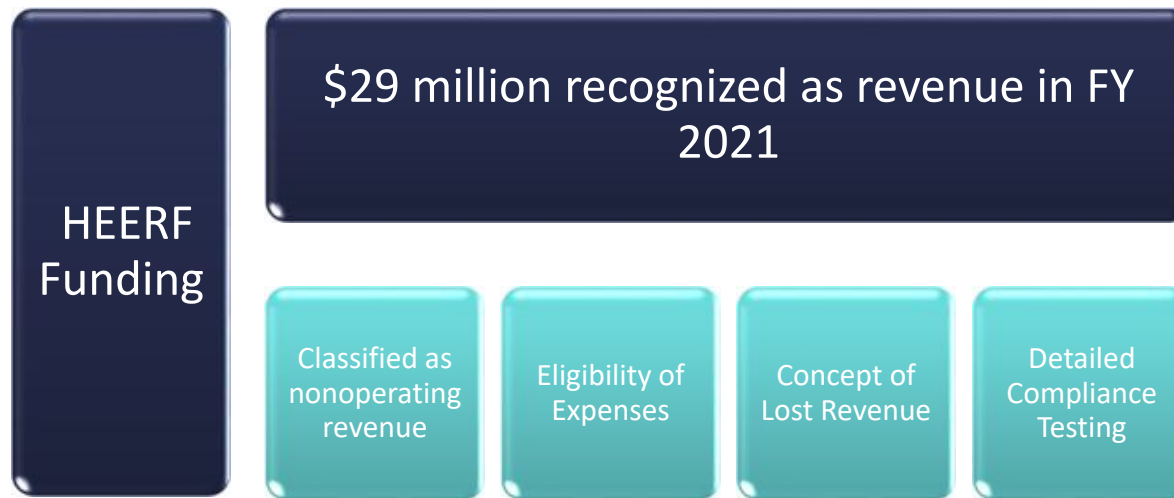 HEERF
Funding
$29 million recognized as revenue in FY
2021
Classified as
nonoperating
revenue
Eligibility of
Expenses
Concept of
Lost Revenue
Detailed
Compliance
Testing